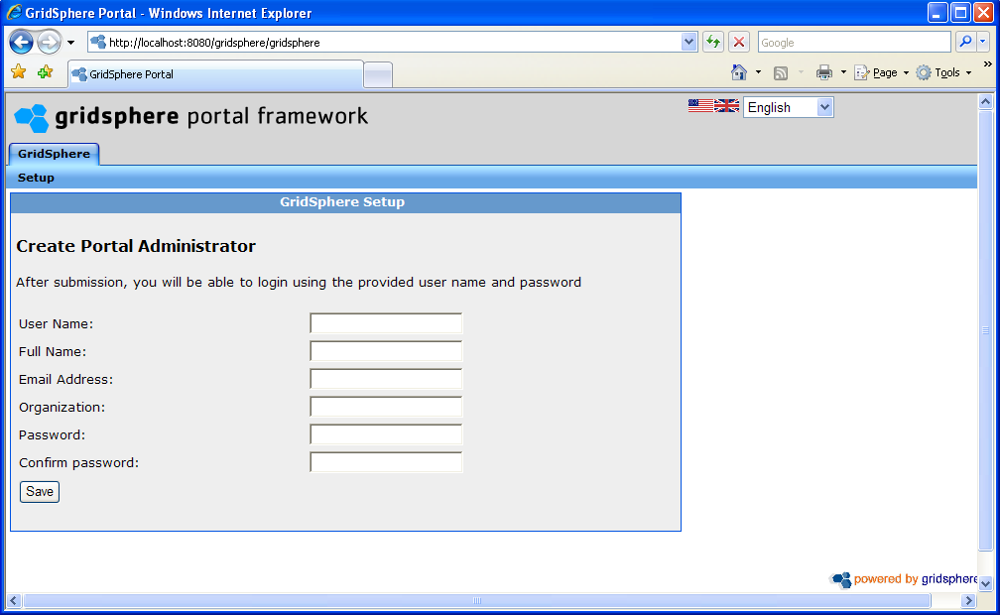 GridSphere Portal - Windows Internet Explorer
http://localhost:8080/gridsphere/gridsphere
Google
GridSphere Portal
Page
Tools
»
gridsphere portal framework
English
GridSphere
Setup
GridSphere Setup
Create Portal Administrator
After submission, you will be able to login using the provided user name and password
User Name:
Full Name:
Email Address:
Organization:
Password:
Confirm password:
Save
powered by gridsphere